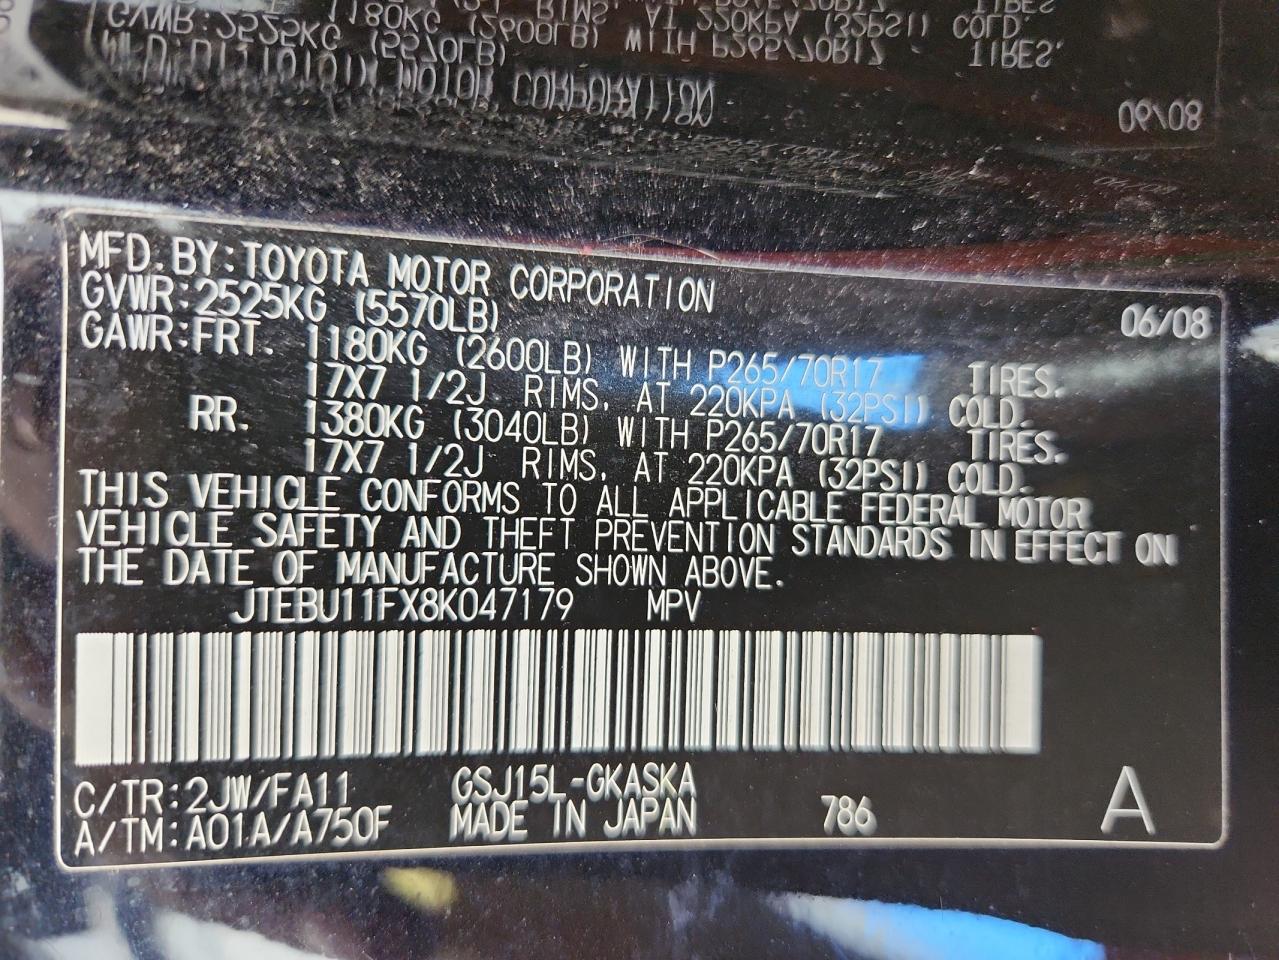 MFD. BY: TOYOTA MOTOR CORPORATION 06/08
GVWR: 2525KG (5570LB)
GAWR: FRT. 1180KG (2600LB) WITH P265/70R17 TIRES.
17X7 1/2J RIMS, AT 220KPA (32PSI) COLD.
RR. 1380KG (3040LB) WITH P265/70R17 TIRES.
17X7 1/2J RIMS, AT 220KPA (32PSI) COLD.
THIS VEHICLE CONFORMS TO ALL APPLICABLE FEDERAL MOTOR
VEHICLE SAFETY AND THEFT PREVENTION STANDARDS IN EFFECT ON
THE DATE OF MANUFACTURE SHOWN ABOVE.
JTEBU11FX8K047179 MPV
C/TR: 2JW/FA11 GSJ15L-GKASKA
A/TM: A01A/A750F MADE IN JAPAN 786 A